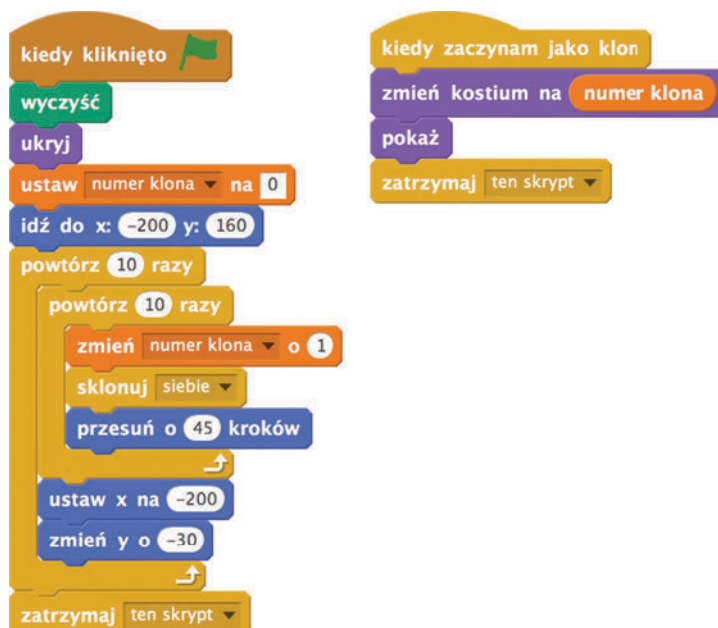 kiedy kliknięto
wyczyść
ukryj
ustaw numer klona na 0
idź do x: -200 y: 160
powtórz 10 razy
powtórz 10 razy
zmień numer klona o 1
sklonuj siebie
przesuń o 45 kroków
ustaw x na -200
zmień y o -30
zatrzymaj ten skrypt
kiedy zaczynam jako klon
zmień kostium na numer klona
pokaż
zatrzymaj ten skrypt